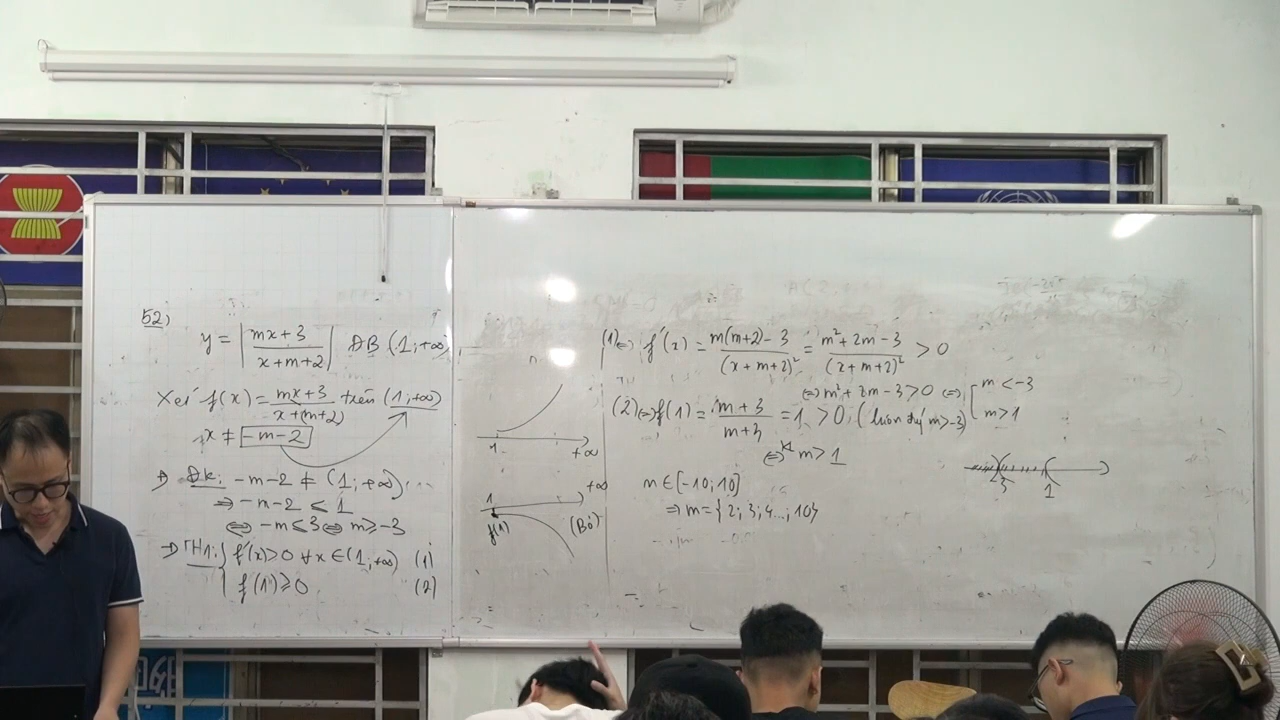 52,
y = |mx+3 / x+m+2| ĐB (1;+∞)
Xét f(x) = mx+3 / x+(m+2) trên (1;+∞)
x ≠ -m-2
ĐK: -m-2 ∉ (1;+∞)
⇒ -m-2 ≤ 1
⇔ -m ≤ 3 ⇔ m ≥ -3
TH1: { f'(x) > 0 ∀x ∈ (1;+∞) (1)
f(1) ≥ 0 (2)
1 +∞
1 +∞
f(1) (Bỏ)
(1) ⇔ f'(x) = m(m+2)-3 / (x+m+2)² = m²+2m-3 / (x+m+2)² > 0
⇔ m²+2m-3 > 0 ⇔ [ m < -3
m > 1
(2) ⇔ f(1) = m+3 / m+3 = 1 > 0 (luôn đý m>-3)
⇔ m > 1
-3 1
m ∈ [-10;10]
⇒ m = {2; 3; 4...; 10}